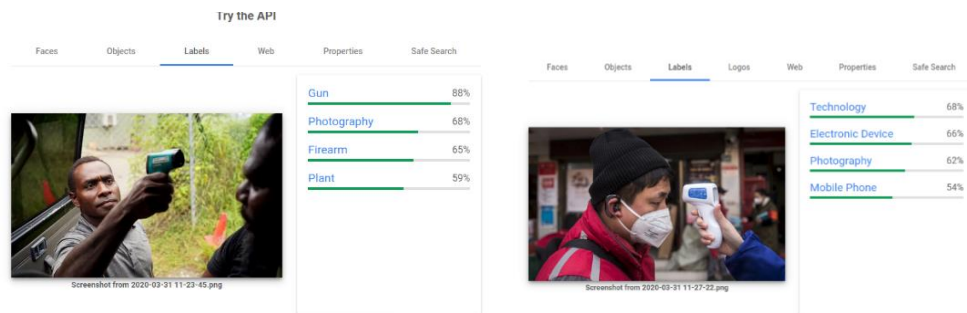 Try the API
Faces Objects Labels Web Properties Safe Search
Gun 88%
Photography 68%
Firearm 65%
Plant 59%
Screenshot from 2020-03-31 11-23-45.png
Faces Objects Labels Logos Web Properties Safe Search
Technology 68%
Electronic Device 66%
Photography 62%
Mobile Phone 54%
Screenshot from 2020-03-31 11-27-22.png